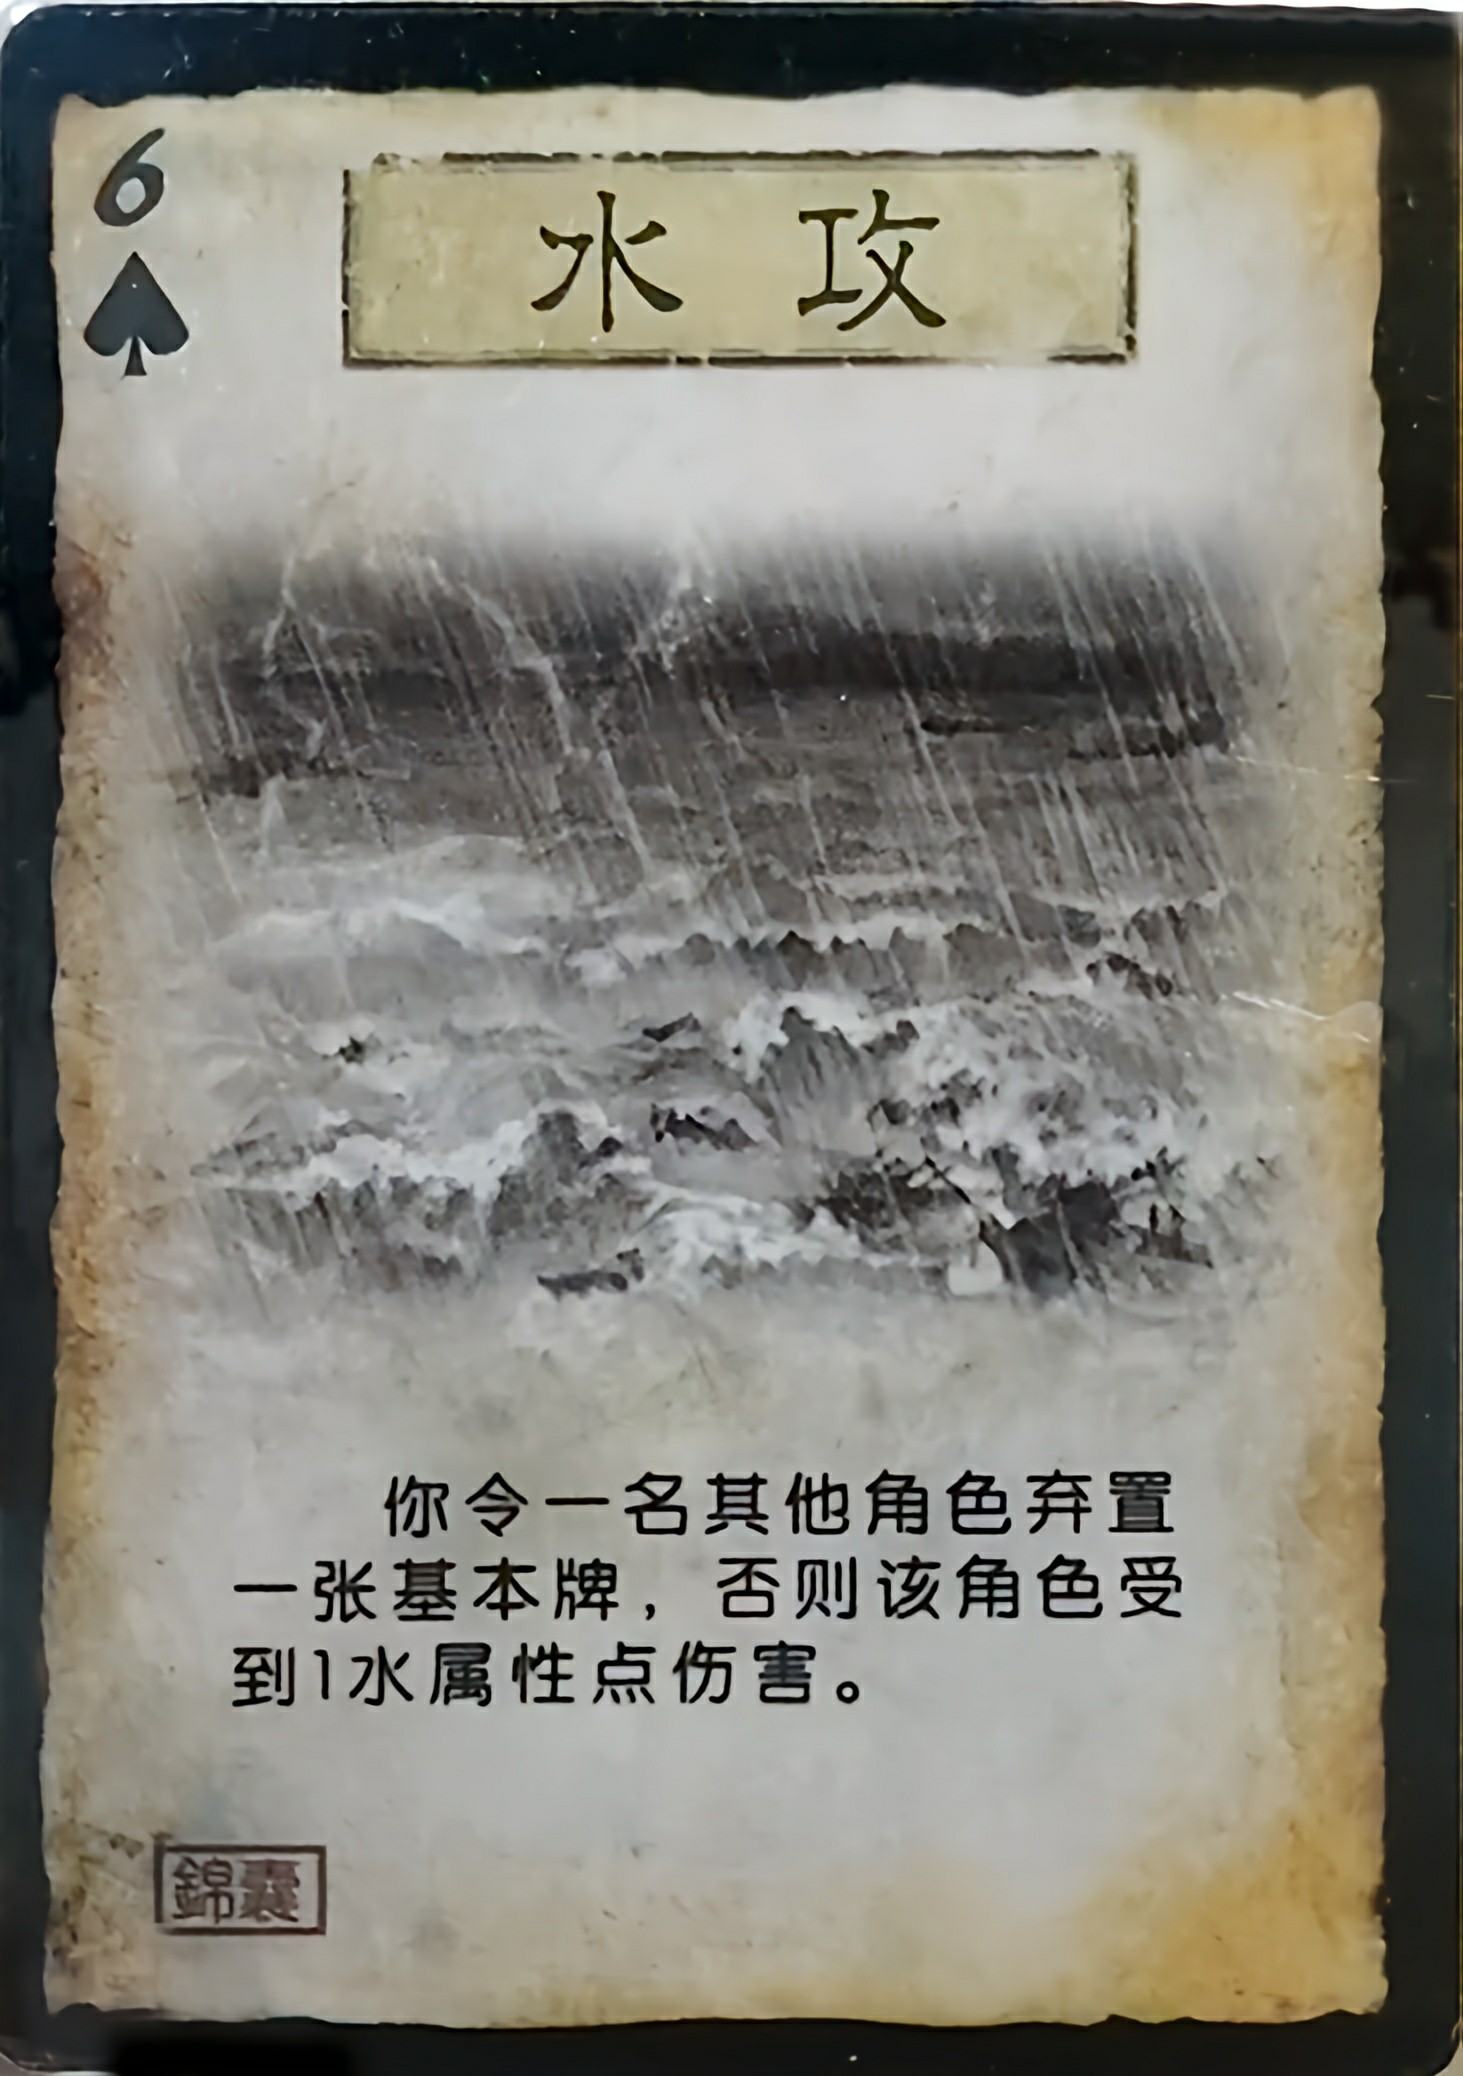 6
水 攻
你令一名其他角色弃置
一张基本牌，否则该角色受
到1水属性点伤害。
錦囊